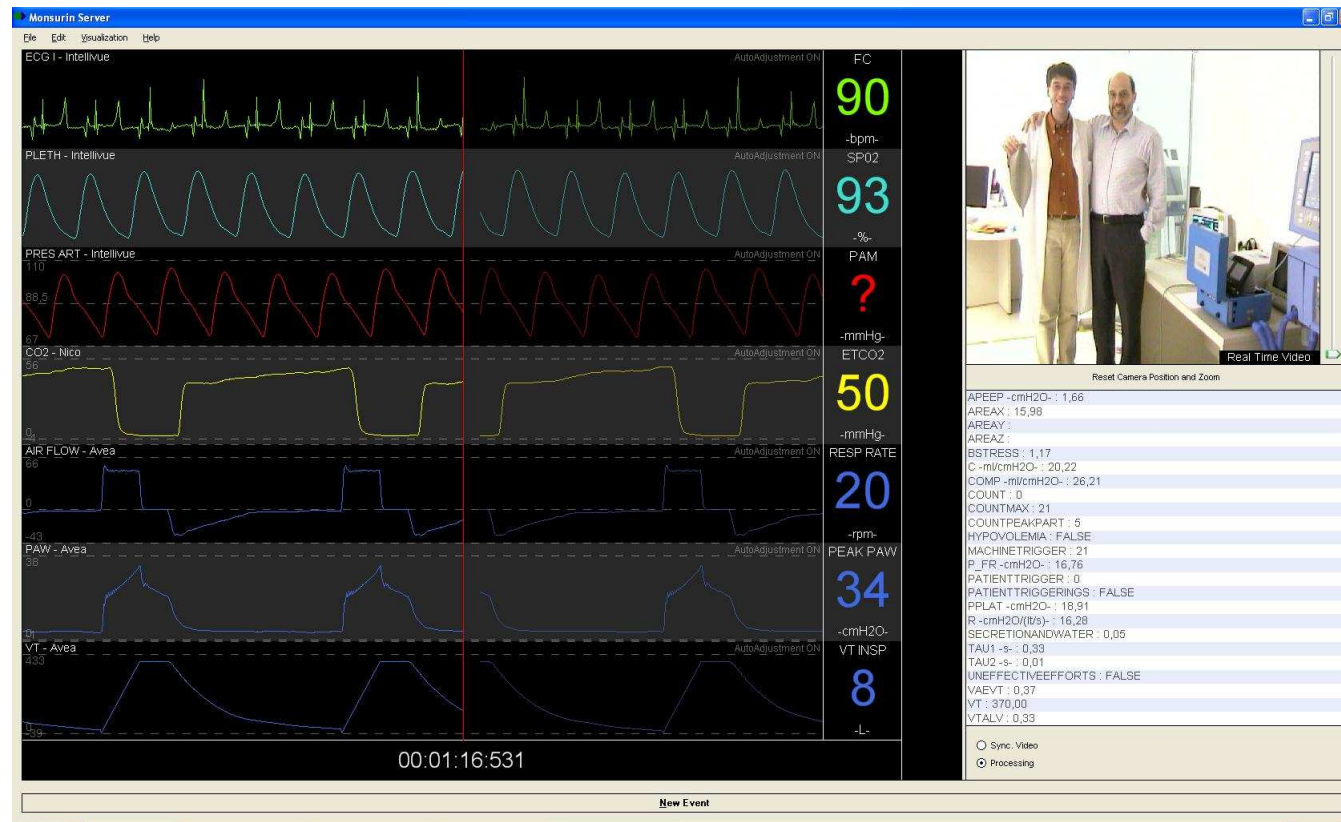 Monsurin Server
File Edit Visualization Help
ECG I - Intellivue AutoAdjustment ON FC
90
-bpm-
PLETH - Intellivue AutoAdjustment ON SPO2
93
-%-
PRES ART - Intellivue AutoAdjustment ON PAM
110
88,5
?
67
-mmHg-
CO2 - Nico AutoAdjustment ON ETCO2
56
50
-mmHg-
AIR FLOW - Avea AutoAdjustment ON RESP RATE
66
0
20
-43
-rpm-
PAW - Avea AutoAdjustment ON PEAK PAW
38
34
-cmH2O-
VT - Avea AutoAdjustment ON VT INSP
433
8
0
-39
-L-
00:01:16:531
Real Time Video
Reset Camera Position and Zoom
APEEP -cmH2O- : 1,66
AREAX : 15,98
AREAY :
AREAZ :
BSTRESS : 1,17
C -ml/cmH2O- : 20,22
COMP -ml/cmH2O- : 26,21
COUNT : 0
COUNTMAX : 21
COUNTPEAKPART : 5
HYPOVOLEMIA : FALSE
MACHINETRIGGER : 21
P_FR -cmH2O- : 16,76
PATIENTTRIGGER : 0
PATIENTTRIGGERINGS : FALSE
PPLAT -cmH2O- : 18,91
R -cmH2O/(lt/s)- : 16,28
SECRETIONANDWATER : 0,05
TAU1 -s- : 0,33
TAU2 -s- : 0,01
UNEFFECTIVEEFFORTS : FALSE
VAEVT : 0,37
VT : 370,00
VTALV : 0,33
Sync. Video
Processing
New Event